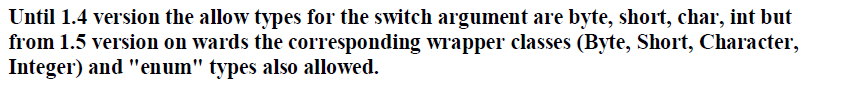 Until 1.4 version the allow types for the switch argument are byte, short, char, int but
from 1.5 version on wards the corresponding wrapper classes (Byte, Short, Character,
Integer) and "enum" types also allowed.